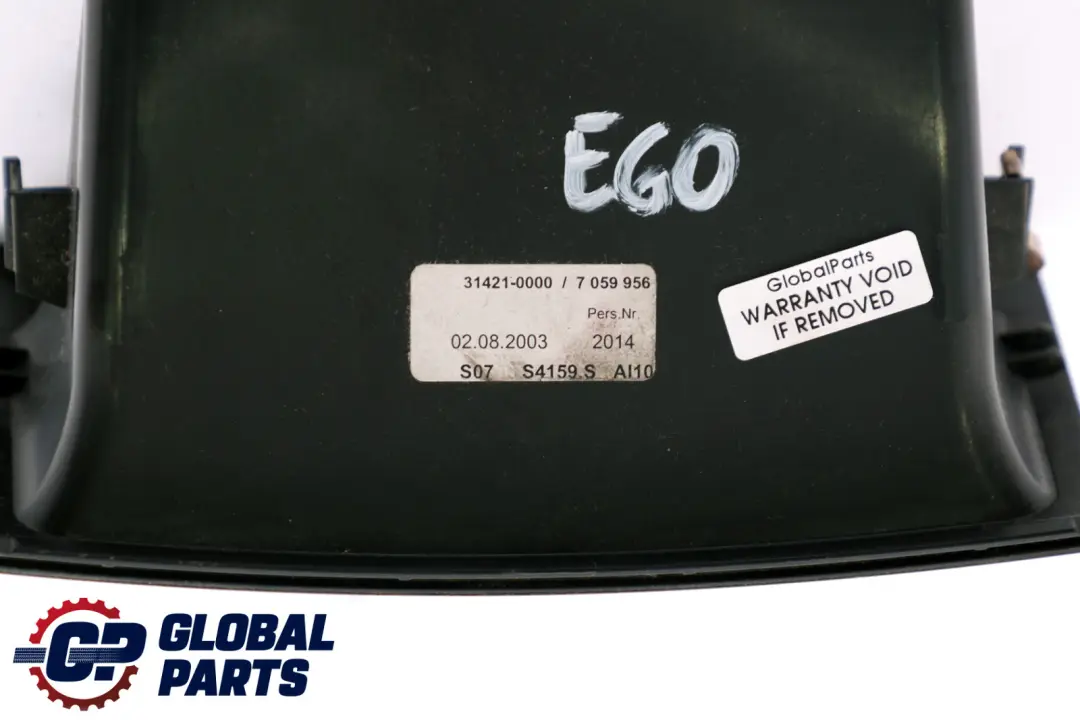 EGO
31421-0000 / 7 059 956
Pers.Nr.
02.08.2003 2014
S07 S4159.S AI10
GlobalParts
WARRANTY VOID
IF REMOVED
GP GLOBAL
PARTS